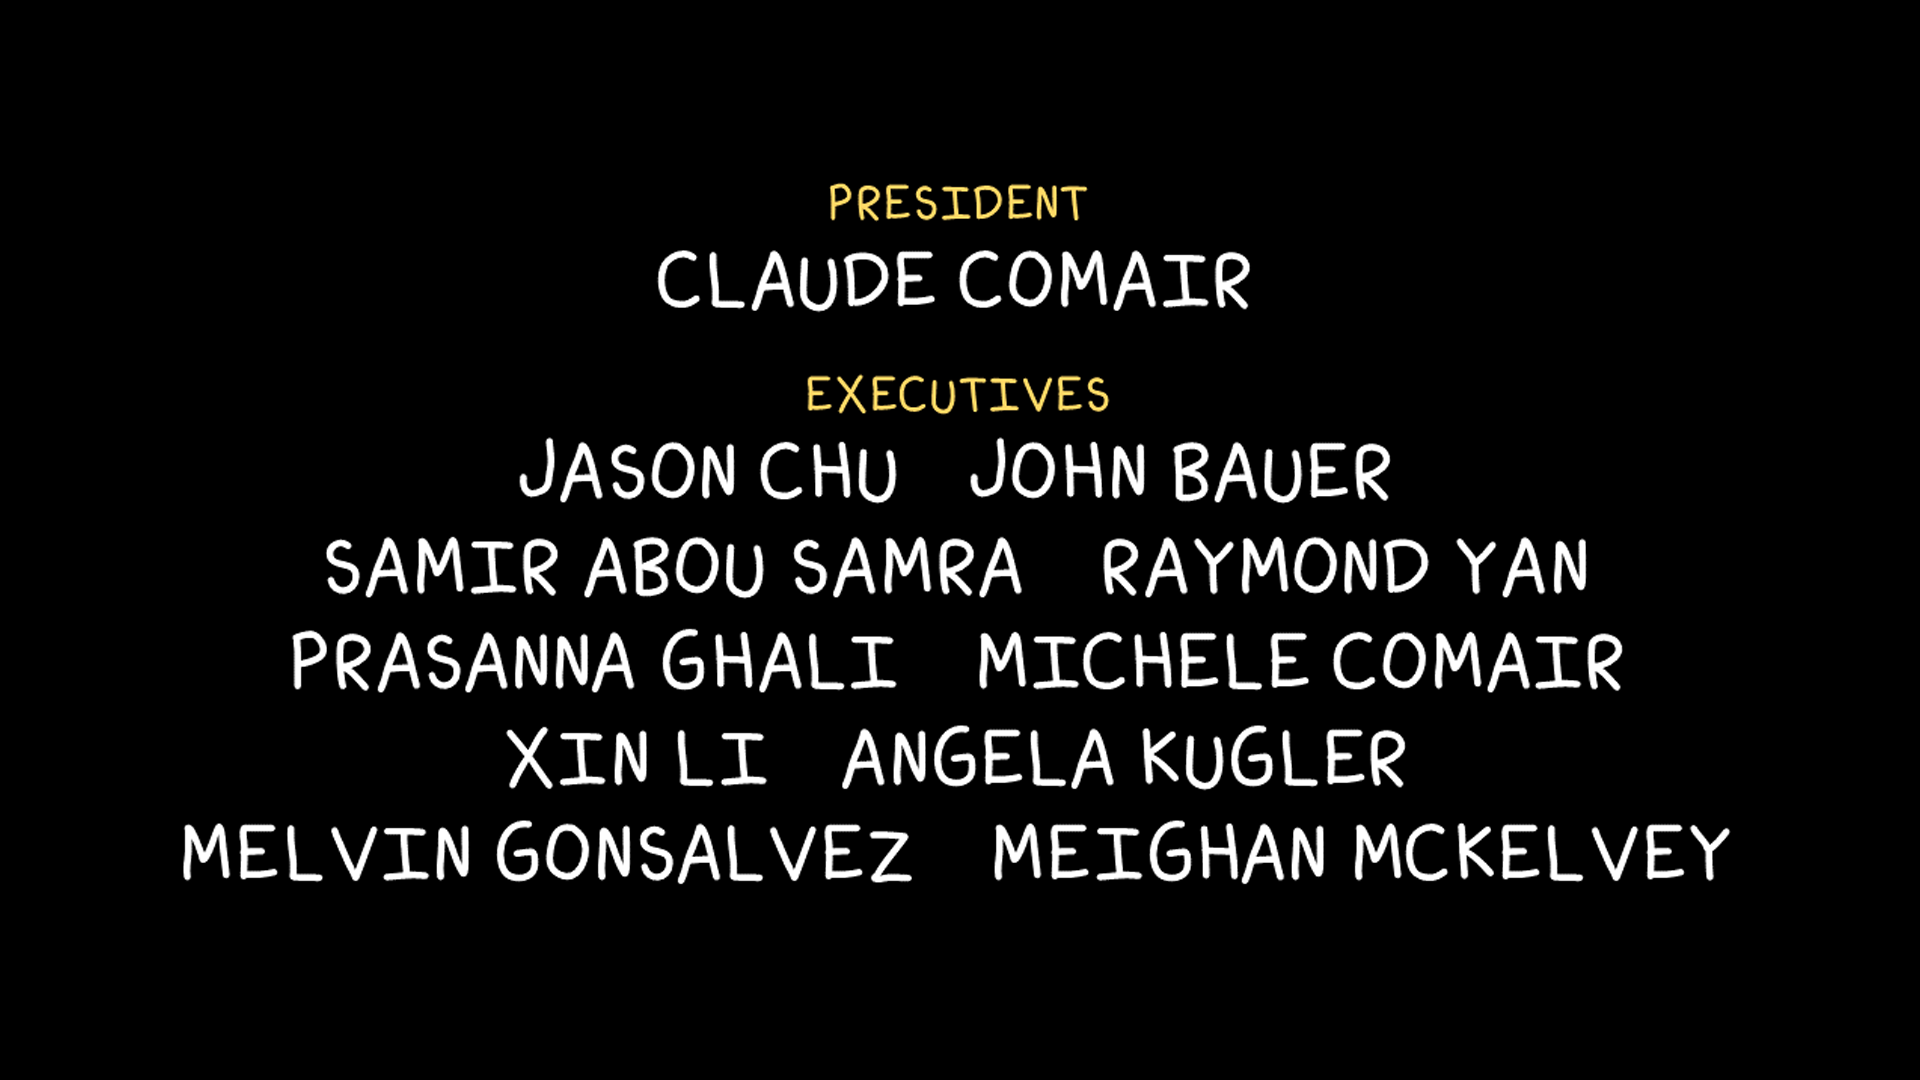 PRESIDENT
CLAUDE COMAIR
EXECUTIVES
JASON CHU JOHN BAUER
SAMIR ABOU SAMRA RAYMOND YAN
PRASANNA GHALI MICHELE COMAIR
XIN LI ANGELA KUGLER
MELVIN GONSALVEZ MEIGHAN MCKELVEY